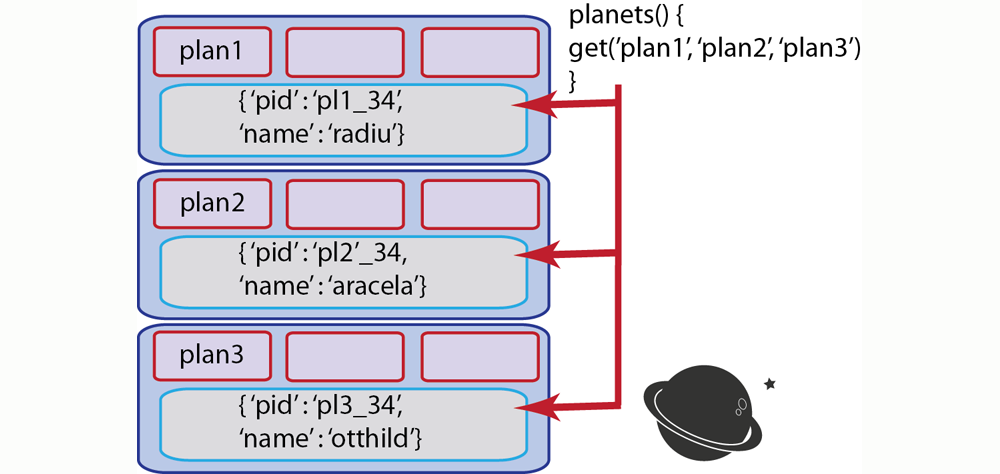 plan1
{ ‘pid’ : ‘pl1_34’,
‘name’ : ‘radiu’}
plan2
{ ‘pid’ : ‘pl2’_34,
‘name’ : ‘aracela’}
plan3
{ ‘pid’ : ‘pl3_34’,
‘name’ : ‘otthild’}
planets() {
get(’plan1’, ‘plan2’, ‘plan3’)
}